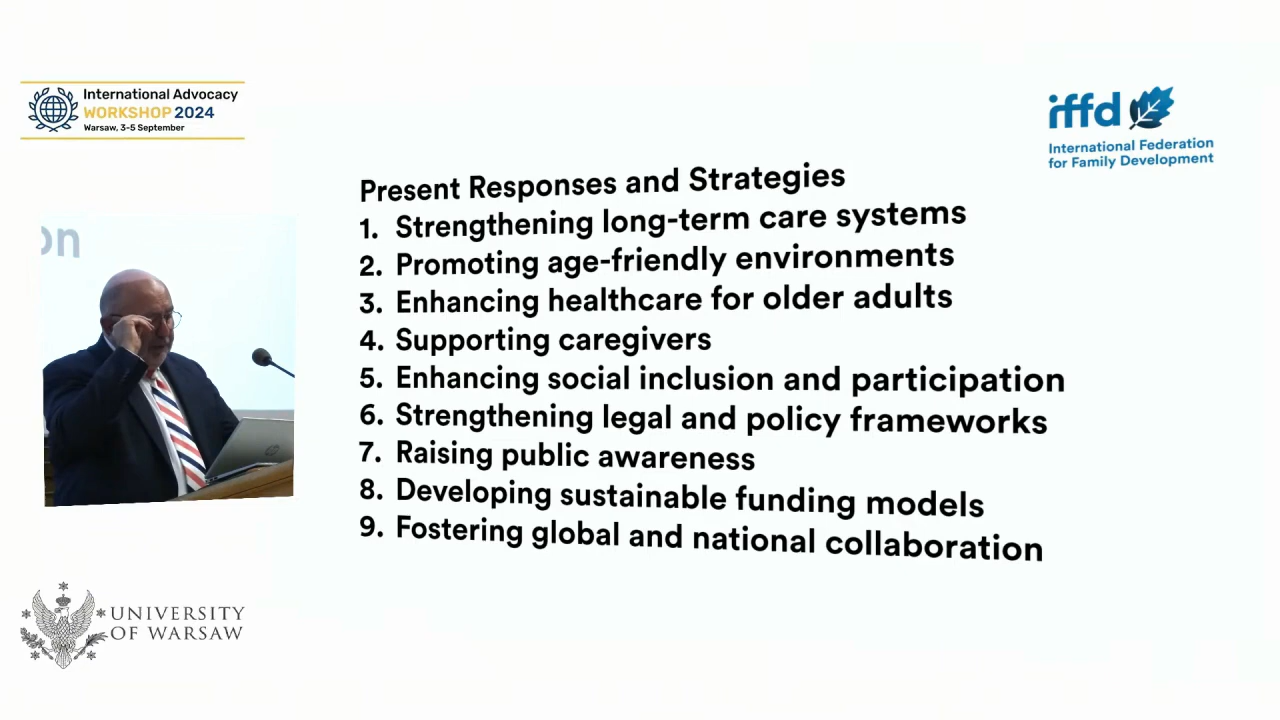 International Advocacy
WORKSHOP 2024
Warsaw, 3-5 September
iffd
International Federation
for Family Development
Present Responses and Strategies
1. Strengthening long-term care systems
2. Promoting age-friendly environments
3. Enhancing healthcare for older adults
4. Supporting caregivers
5. Enhancing social inclusion and participation
6. Strengthening legal and policy frameworks
7. Raising public awareness
8. Developing sustainable funding models
9. Fostering global and national collaboration
on
UNIVERSITY
OF WARSAW